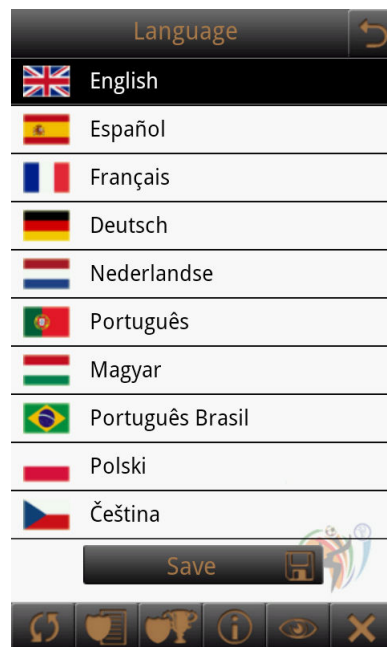 Language
English
Español
Français
Deutsch
Nederlandse
Português
Magyar
Português Brasil
Polski
Čeština
Save